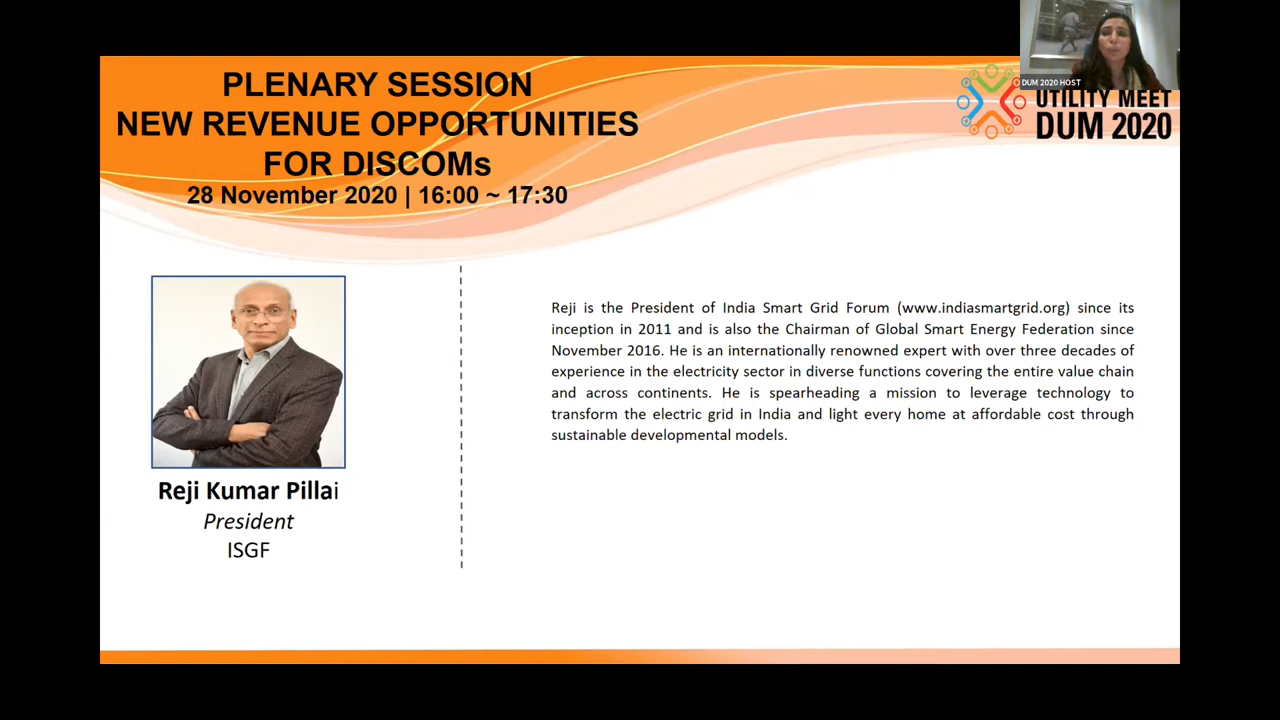 PLENARY SESSION
NEW REVENUE OPPORTUNITIES
FOR DISCOMs
28 November 2020 | 16:00 ~ 17:30
DUM 2020 HOST
UTILITY MEET
DUM 2020
Reji is the President of India Smart Grid Forum (www.indiasmartgrid.org) since its
inception in 2011 and is also the Chairman of Global Smart Energy Federation since
November 2016. He is an internationally renowned expert with over three decades of
experience in the electricity sector in diverse functions covering the entire value chain
and across continents. He is spearheading a mission to leverage technology to
transform the electric grid in India and light every home at affordable cost through
sustainable developmental models.
Reji Kumar Pillai
President
ISGF